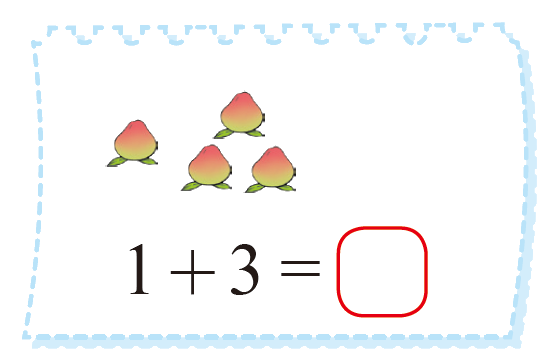 1 + 3 =